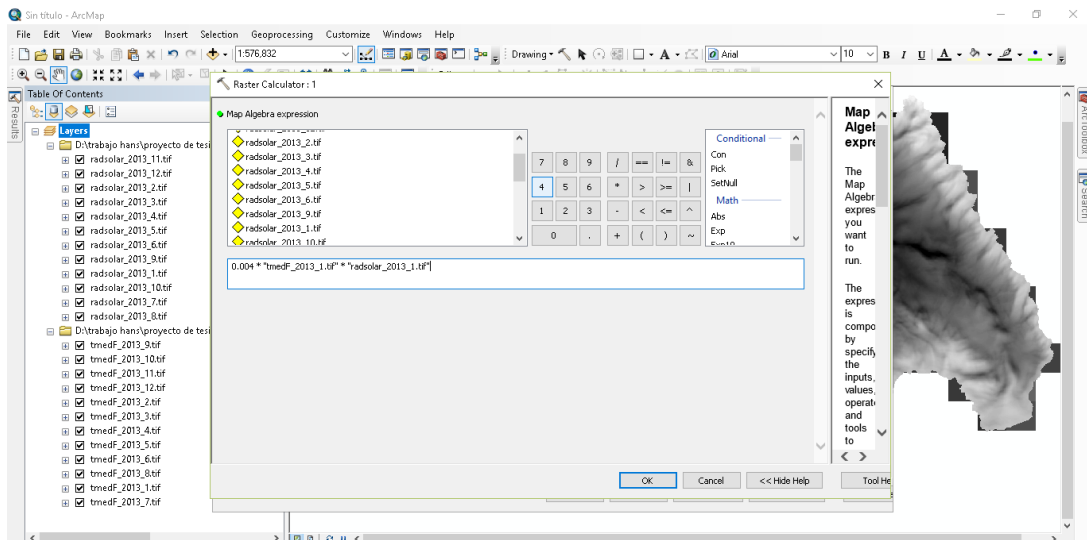 Sin título - ArcMap
File Edit View Bookmarks Insert Selection Geoprocessing Customize Windows Help
1:576,832 Drawing Arial 10 B I U A
Table Of Contents
Results
Layers
D:\trabajo hans\proyecto de tesi
radsolar_2013_11.tif
radsolar_2013_12.tif
radsolar_2013_2.tif
radsolar_2013_3.tif
radsolar_2013_4.tif
radsolar_2013_5.tif
radsolar_2013_6.tif
radsolar_2013_9.tif
radsolar_2013_1.tif
radsolar_2013_10.tif
radsolar_2013_7.tif
radsolar_2013_8.tif
D:\trabajo hans\proyecto de tesi
tmedF_2013_9.tif
tmedF_2013_10.tif
tmedF_2013_11.tif
tmedF_2013_12.tif
tmedF_2013_2.tif
tmedF_2013_3.tif
tmedF_2013_4.tif
tmedF_2013_5.tif
tmedF_2013_6.tif
tmedF_2013_8.tif
tmedF_2013_1.tif
tmedF_2013_7.tif
Raster Calculator : 1
Map Algebra expression
radsolar_2013_2.tif
radsolar_2013_3.tif
radsolar_2013_4.tif
radsolar_2013_5.tif
radsolar_2013_6.tif
radsolar_2013_9.tif
radsolar_2013_1.tif
radsolar_2013_10.tif
7 8 9 / == != &
4 5 6 * > >= |
1 2 3 - < <= ^
0 . + ( ) ~
Conditional
Con
Pick
SetNull
Math
Abs
Exp
Exp10
0.004 * "tmedF_2013_1.tif" * "radsolar_2013_1.tif"
OK Cancel << Hide Help Tool He
Map
Algeb
expre
The
Map
Algebr
expres
you
want
to
run.
The
expres
is
compo
by
specify
the
inputs,
values,
operat
and
tools
to
ArcToolbox
Search